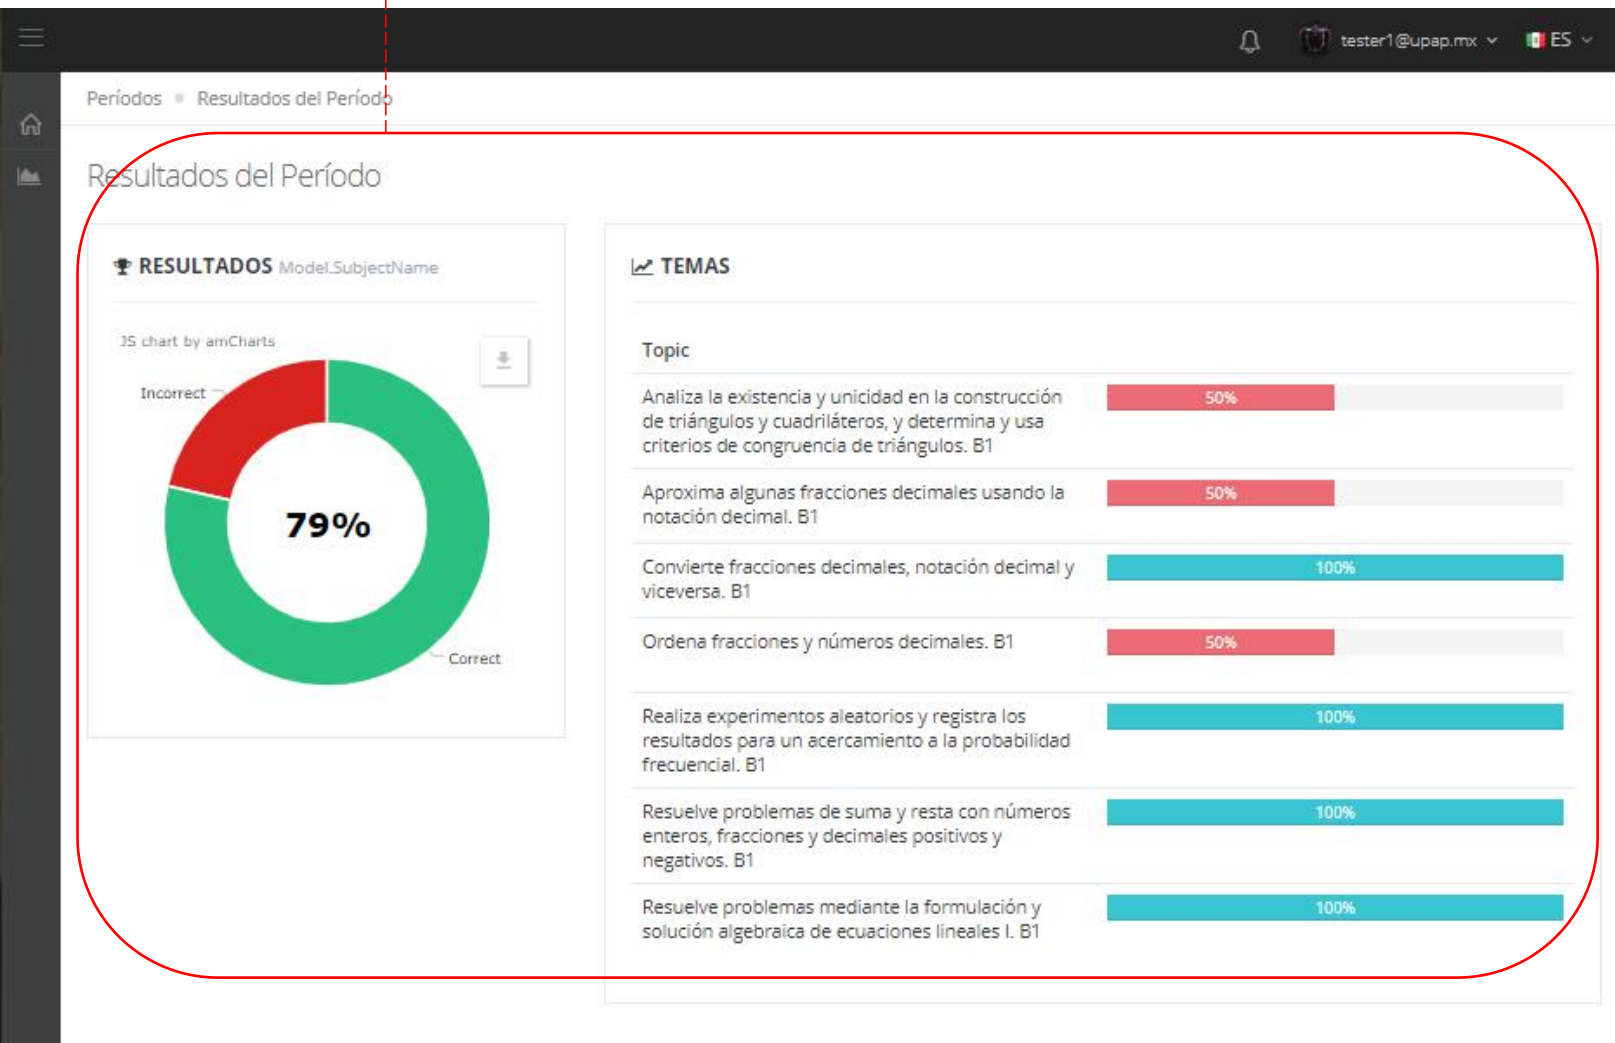 tester1@upap.mx
ES
Períodos
Resultados del Período
Resultados del Período
RESULTADOS Model.SubjectName
JS chart by amCharts
Incorrect
79%
Correct
TEMAS
Topic
Analiza la existencia y unicidad en la construcción
de triángulos y cuadriláteros, y determina y usa
criterios de congruencia de triángulos. B1
50%
Aproxima algunas fracciones decimales usando la
notación decimal. B1
50%
Convierte fracciones decimales, notación decimal y
viceversa. B1
100%
Ordena fracciones y números decimales. B1
50%
Realiza experimentos aleatorios y registra los
resultados para un acercamiento a la probabilidad
frecuencial. B1
100%
Resuelve problemas de suma y resta con números
enteros, fracciones y decimales positivos y
negativos. B1
100%
Resuelve problemas mediante la formulación y
solución algebraica de ecuaciones lineales I. B1
100%